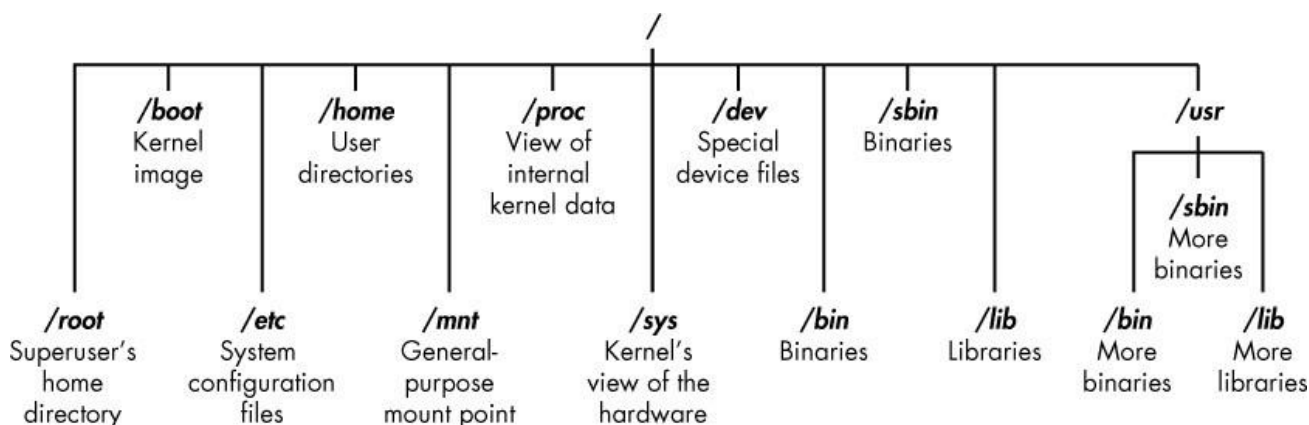 /
/boot
Kernel
image
/home
User
directories
/proc
View of
internal
kernel data
/dev
Special
device files
/sbin
Binaries
/usr
/sbin
More
binaries
/root
Superuser's
home
directory
/etc
System
configuration
files
/mnt
General-
purpose
mount point
/sys
Kernel's
view of the
hardware
/bin
Binaries
/lib
Libraries
/bin
More
binaries
/lib
More
libraries